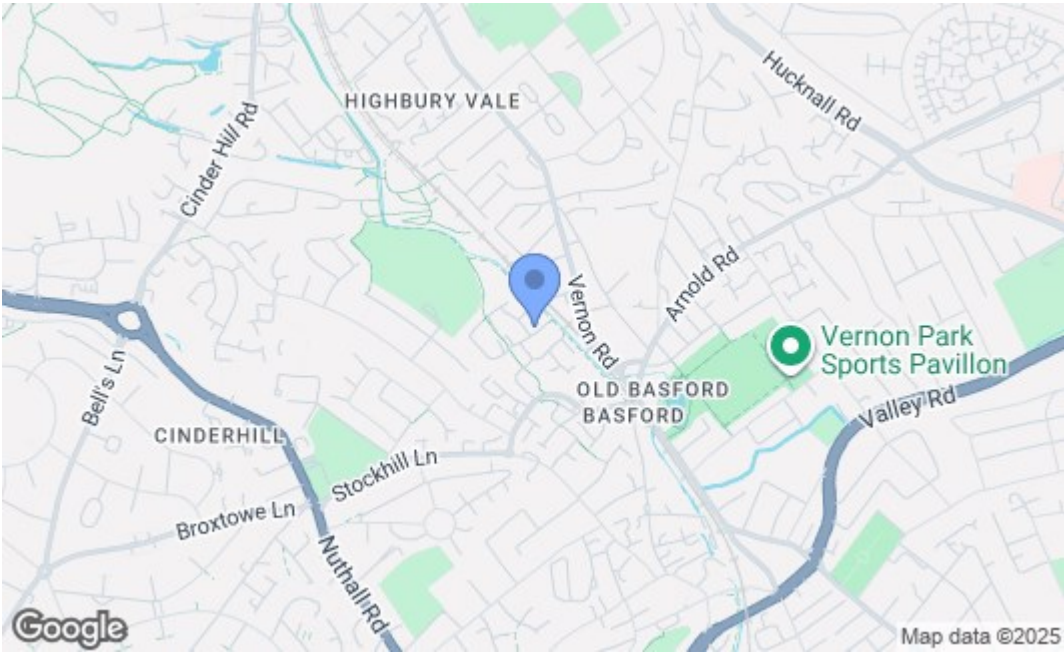 HIGHBURY VALE
Hucknall Rd
Cinder Hill Rd
Arnold Rd
Vernon Rd
Vernon Park
Sports Pavillon
Bell's Ln
OLD BASFORD
BASFORD
Valley Rd
CINDERHILL
Stockhill Ln
Broxtowe Ln
Nuthall Rd
Google
Map data ©2025